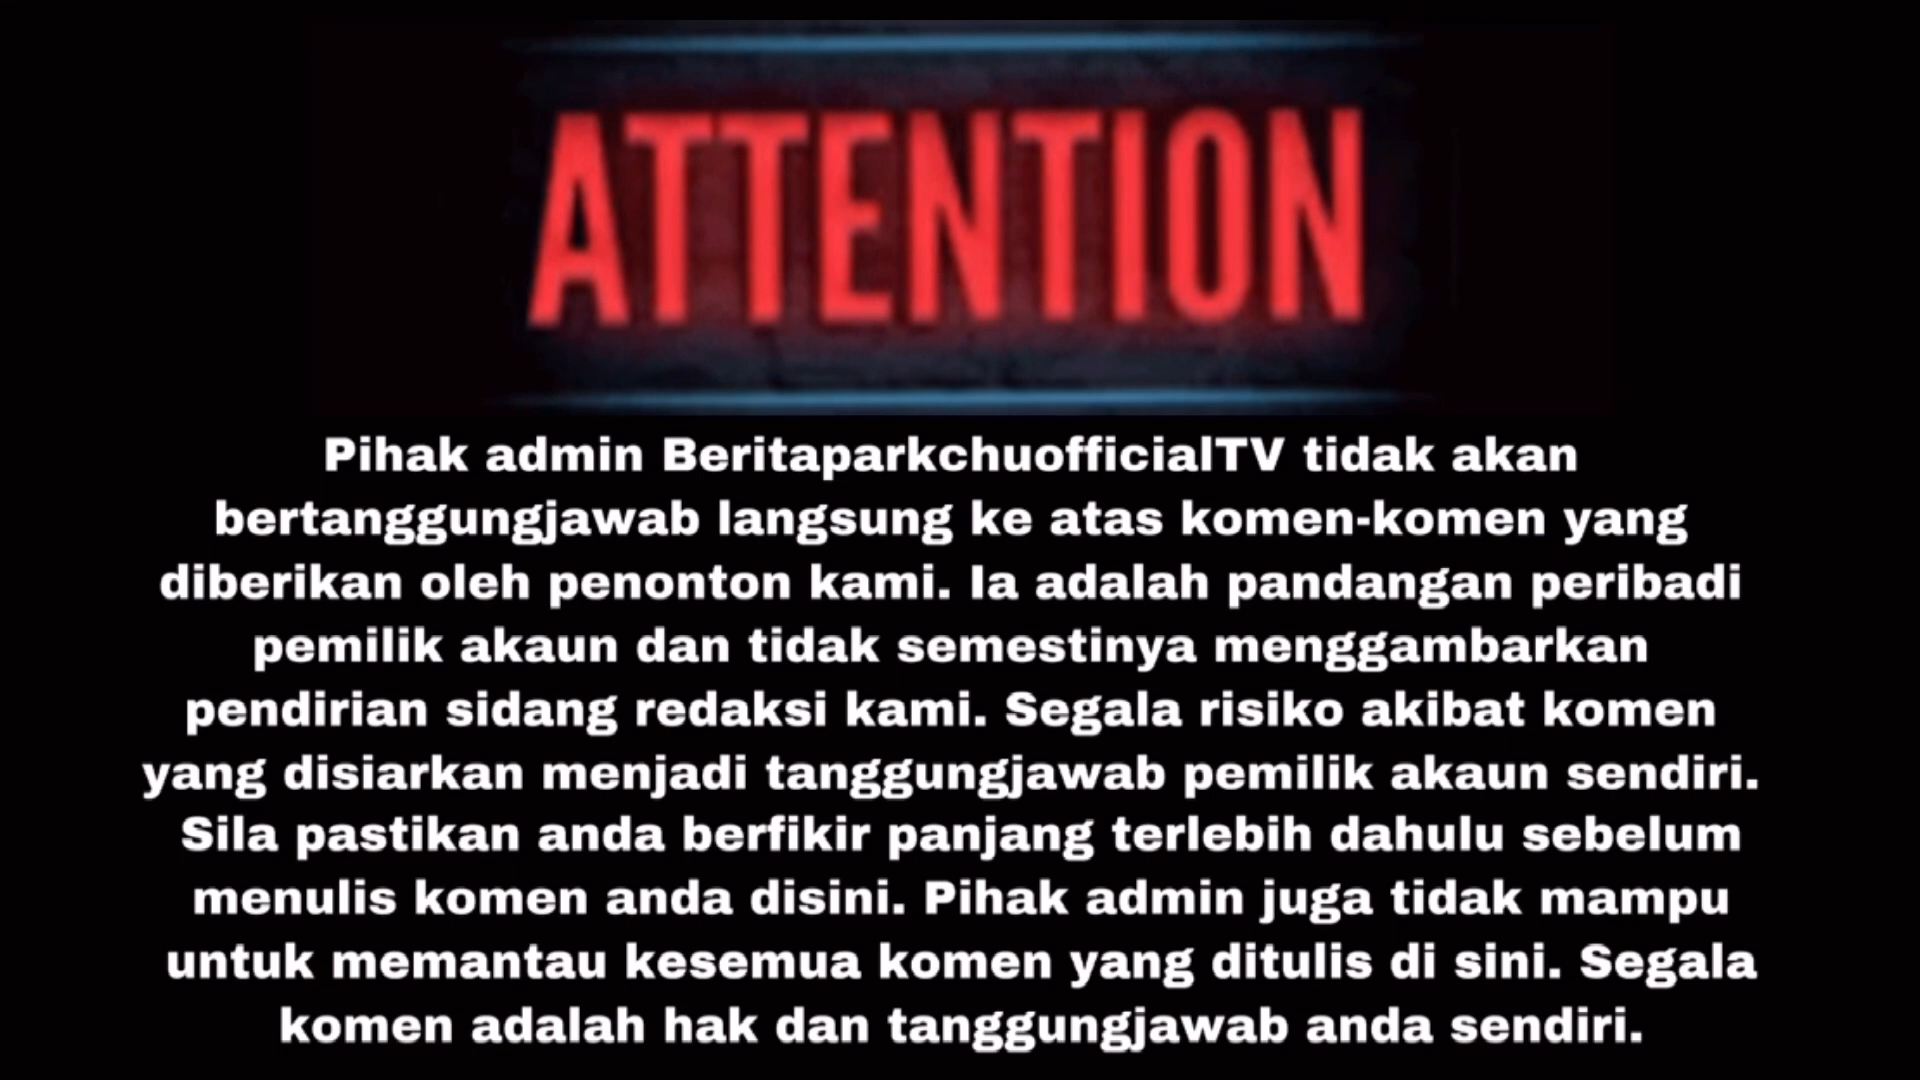 ATTENTION
Pihak admin BeritaparkchuofficialTV tidak akan
bertanggungjawab langsung ke atas komen-komen yang
diberikan oleh penonton kami. Ia adalah pandangan peribadi
pemilik akaun dan tidak semestinya menggambarkan
pendirian sidang redaksi kami. Segala risiko akibat komen
yang disiarkan menjadi tanggungjawab pemilik akaun sendiri.
Sila pastikan anda berfikir panjang terlebih dahulu sebelum
menulis komen anda disini. Pihak admin juga tidak mampu
untuk memantau kesemua komen yang ditulis di sini. Segala
komen adalah hak dan tanggungjawab anda sendiri.